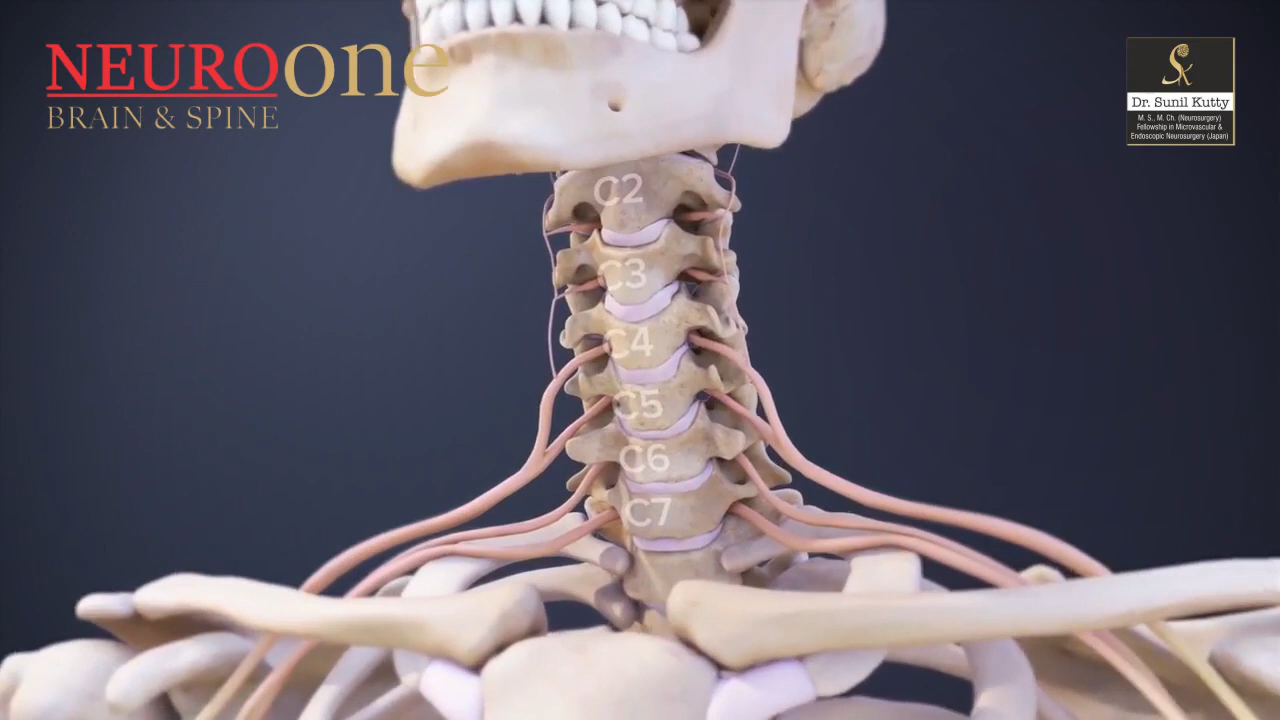 NEUROone
BRAIN & SPINE
Dr. Sunil Kutty
M. S., M. Ch. (Neurosurgery)
Fellowship in Microvascular &
Endoscopic Neurosurgery (Japan)
C2
C3
C4
C5
C6
C7